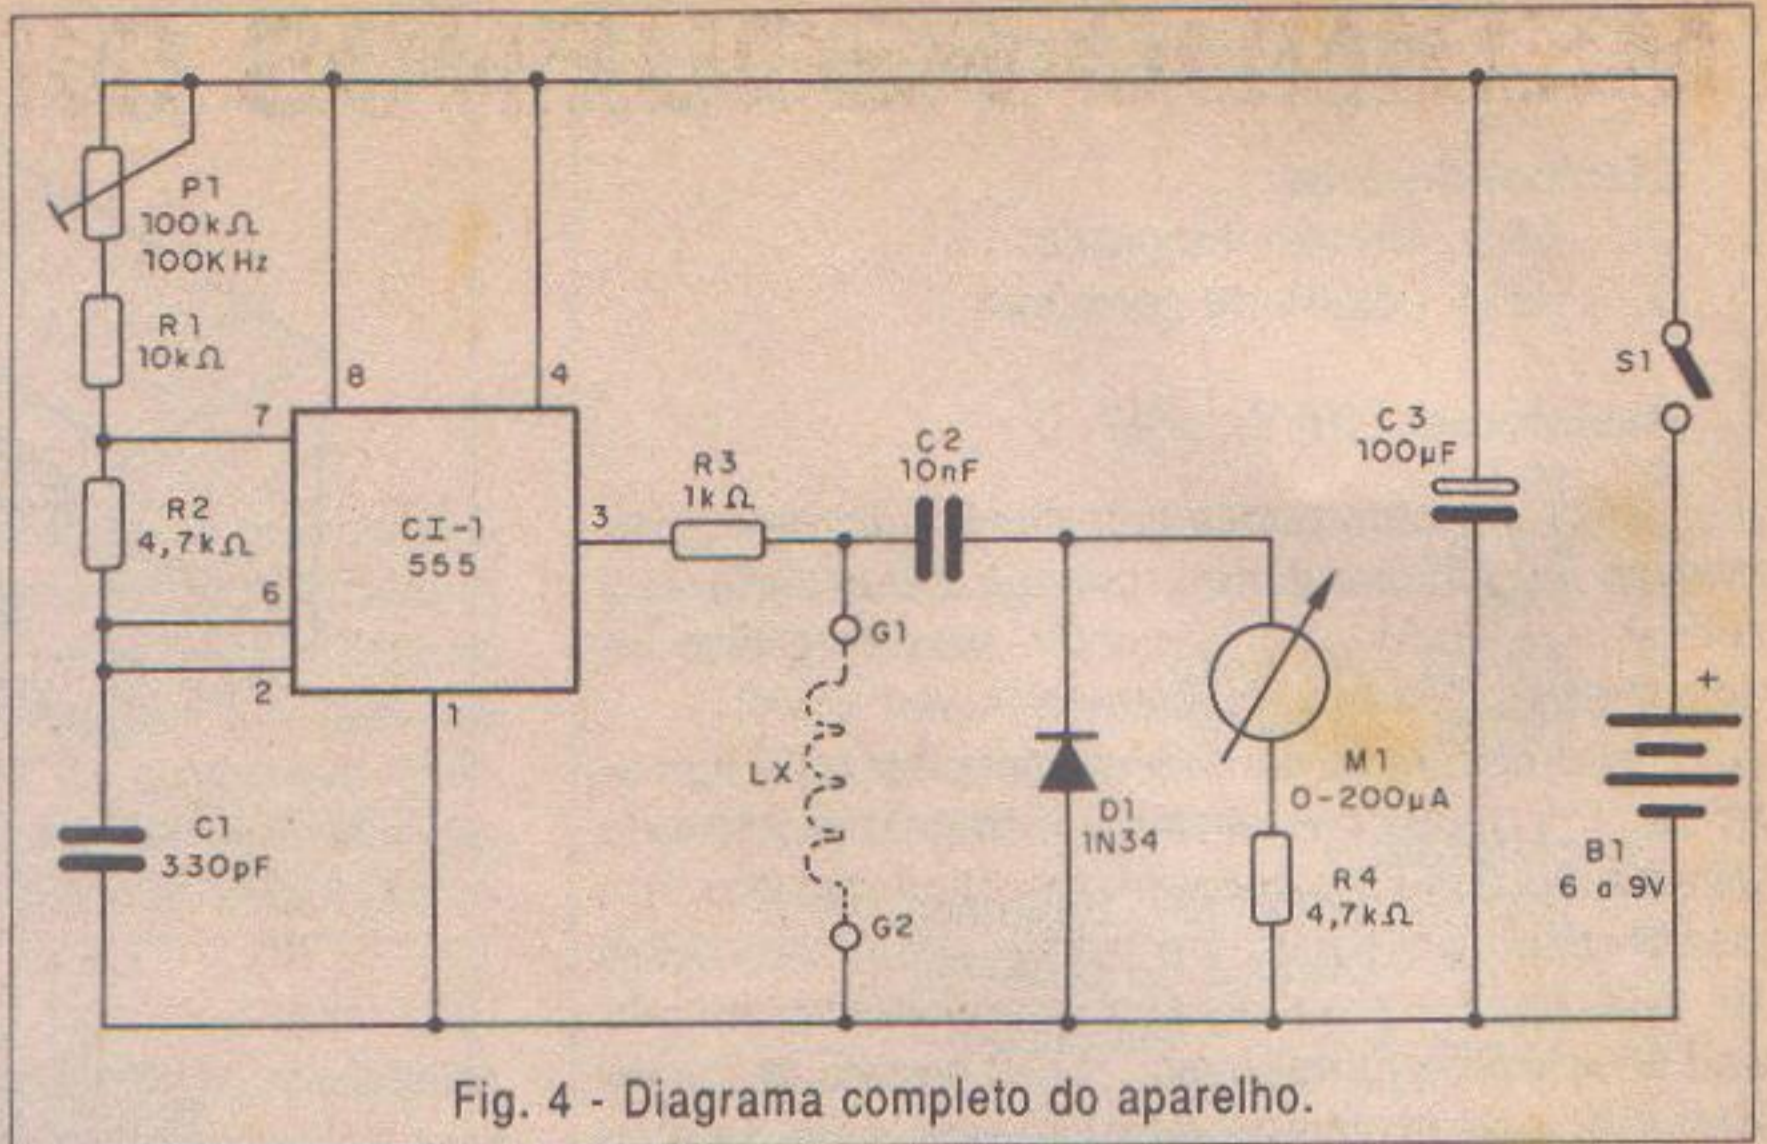 P1
100kΩ
100KHz
R1
10kΩ
8
4
7
R2
4,7kΩ
6
2
CI-1
555
3
1
R3
1kΩ
C2
10nF
G1
LX
G2
D1
1N34
M1
0-200µA
R4
4,7kΩ
C3
100µF
S1
+
B1
6 a 9V
C1
330pF
Fig. 4 - Diagrama completo do aparelho.